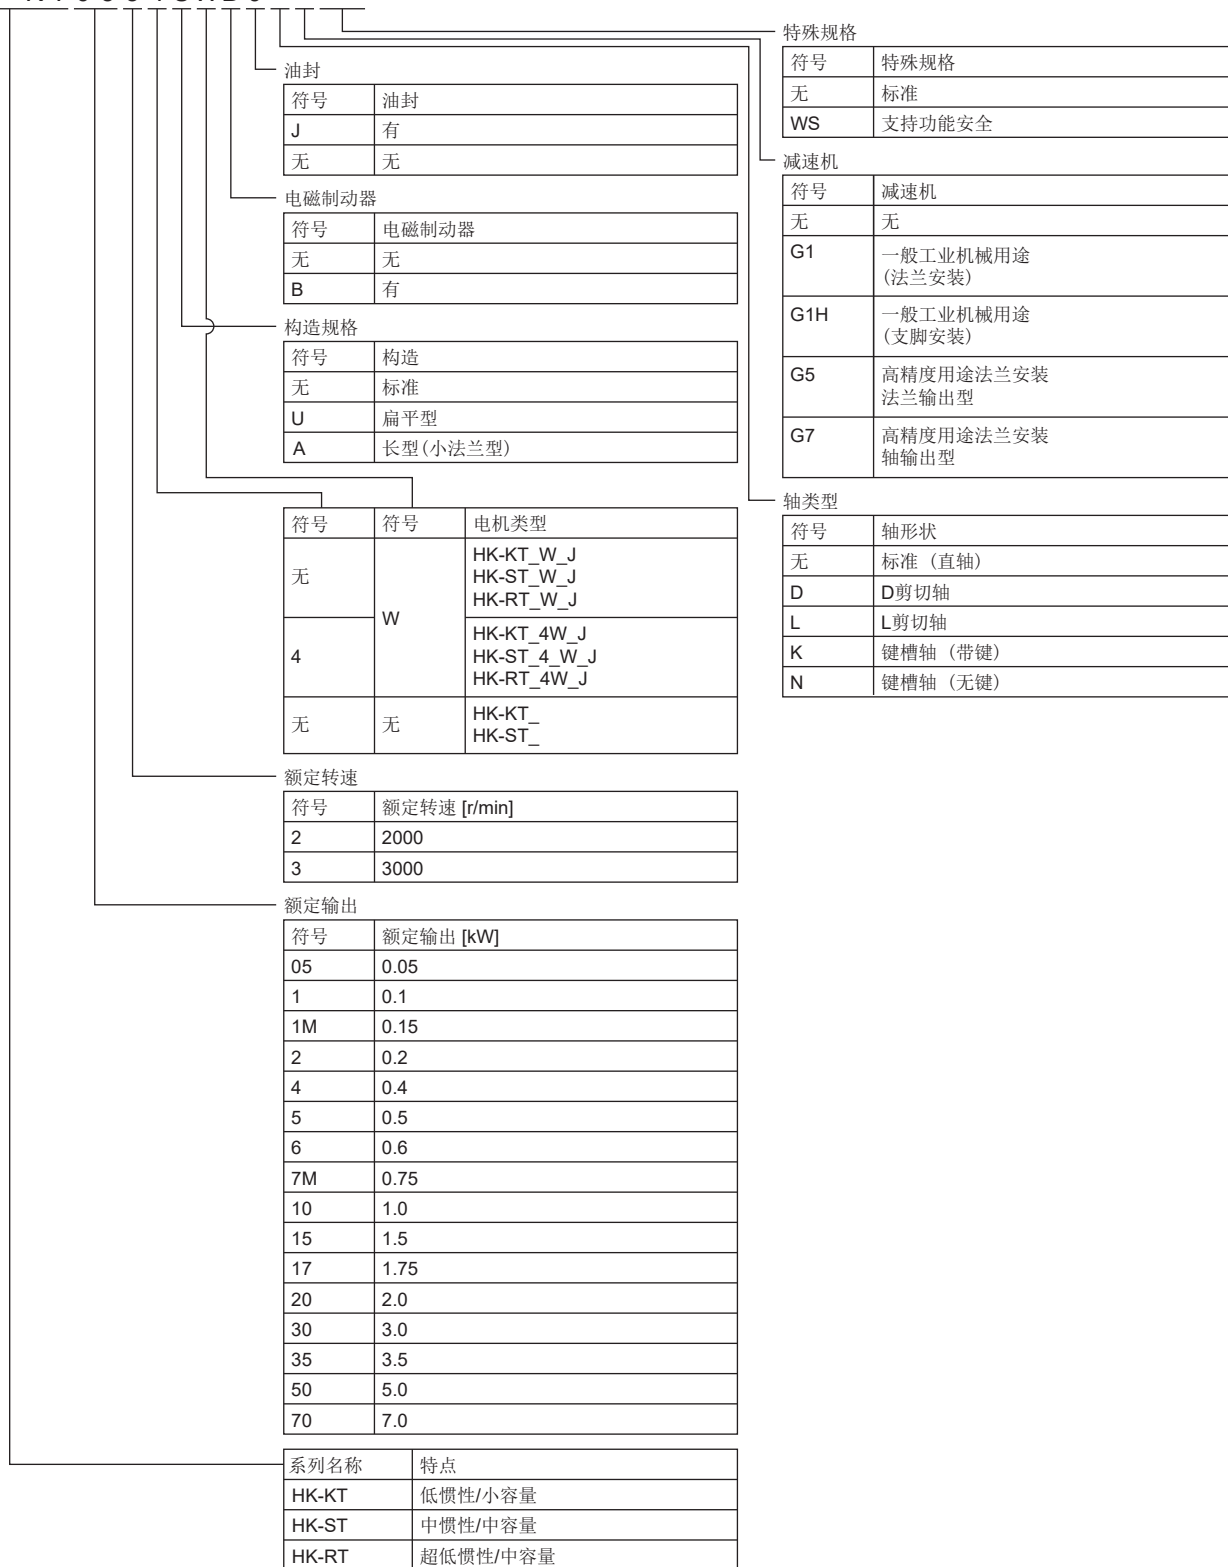 油封
符号 油封
J 有
无 无
电磁制动器
符号 电磁制动器
无 无
B 有
构造规格
符号 构造
无 标准
U 扁平型
A 长型(小法兰型)
符号 符号 电机类型
无 W HK-KT_W_J
HK-ST_W_J
HK-RT_W_J
4 HK-KT_4W_J
HK-ST_4_W_J
HK-RT_4W_J
无 无 HK-KT_
HK-ST_
额定转速
符号 额定转速 [r/min]
2 2000
3 3000
额定输出
符号 额定输出 [kW]
05 0.05
1 0.1
1M 0.15
2 0.2
4 0.4
5 0.5
6 0.6
7M 0.75
10 1.0
15 1.5
17 1.75
20 2.0
30 3.0
35 3.5
50 5.0
70 7.0
系列名称 特点
HK-KT 低惯性/小容量
HK-ST 中惯性/中容量
HK-RT 超低惯性/中容量
特殊规格
符号 特殊规格
无 标准
WS 支持功能安全
减速机
符号 减速机
无 无
G1 一般工业机械用途
(法兰安装)
G1H 一般工业机械用途
(支脚安装)
G5 高精度用途法兰安装
法兰输出型
G7 高精度用途法兰安装
轴输出型
轴类型
符号 轴形状
无 标准（直轴）
D D剪切轴
L L剪切轴
K 键槽轴（带键）
N 键槽轴（无键）